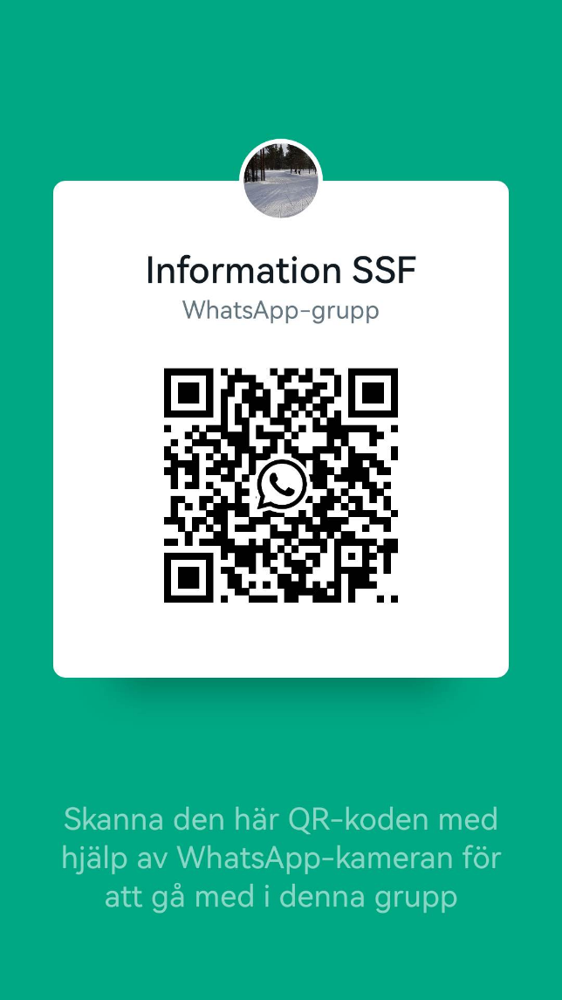 Information SSF
WhatsApp-grupp
Skanna den här QR-koden med
hjälp av WhatsApp-kameran för
att gå med i denna grupp